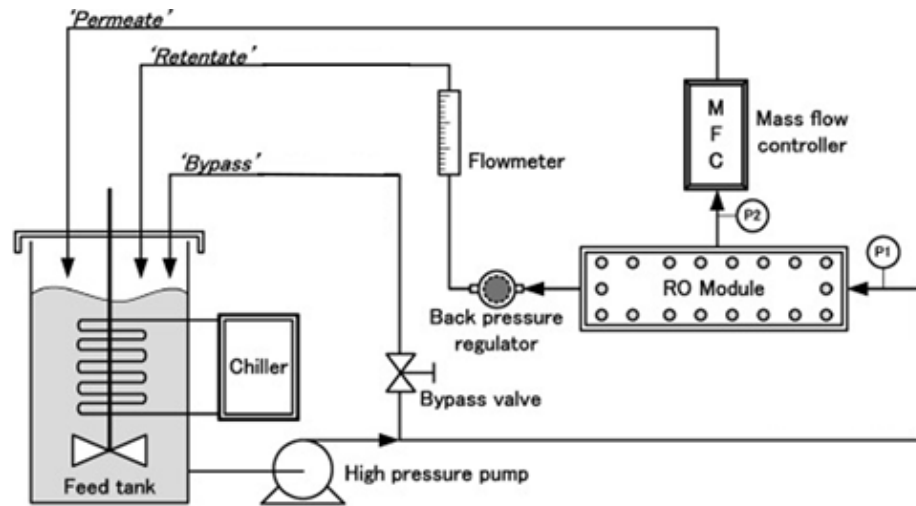 ‘Permeate’
‘Retentate’
‘Bypass’
Flowmeter
M
F
C
Mass flow
controller
P2
P1
RO Module
Back pressure
regulator
Chiller
Bypass valve
High pressure pump
Feed tank